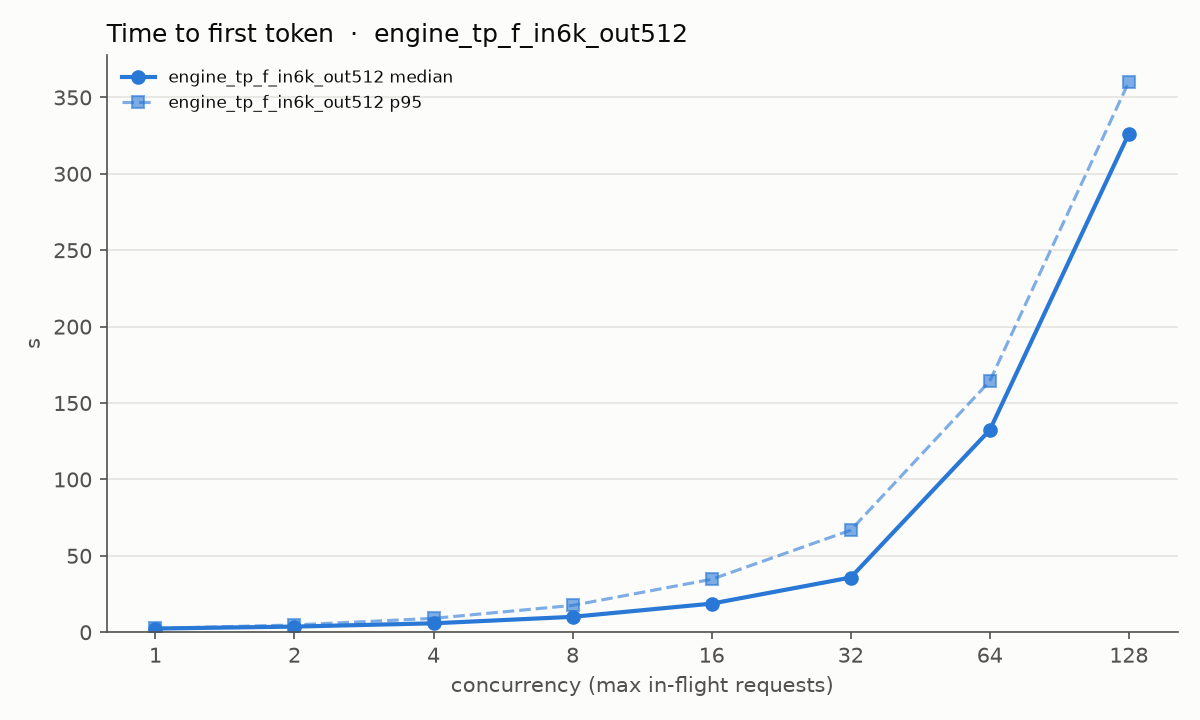 Time to first token · engine_tp_f_in6k_out512
engine_tp_f_in6k_out512 median
engine_tp_f_in6k_out512 p95
350
300
250
200
150
100
50
0
s
1 2 4 8 16 32 64 128
concurrency (max in-flight requests)